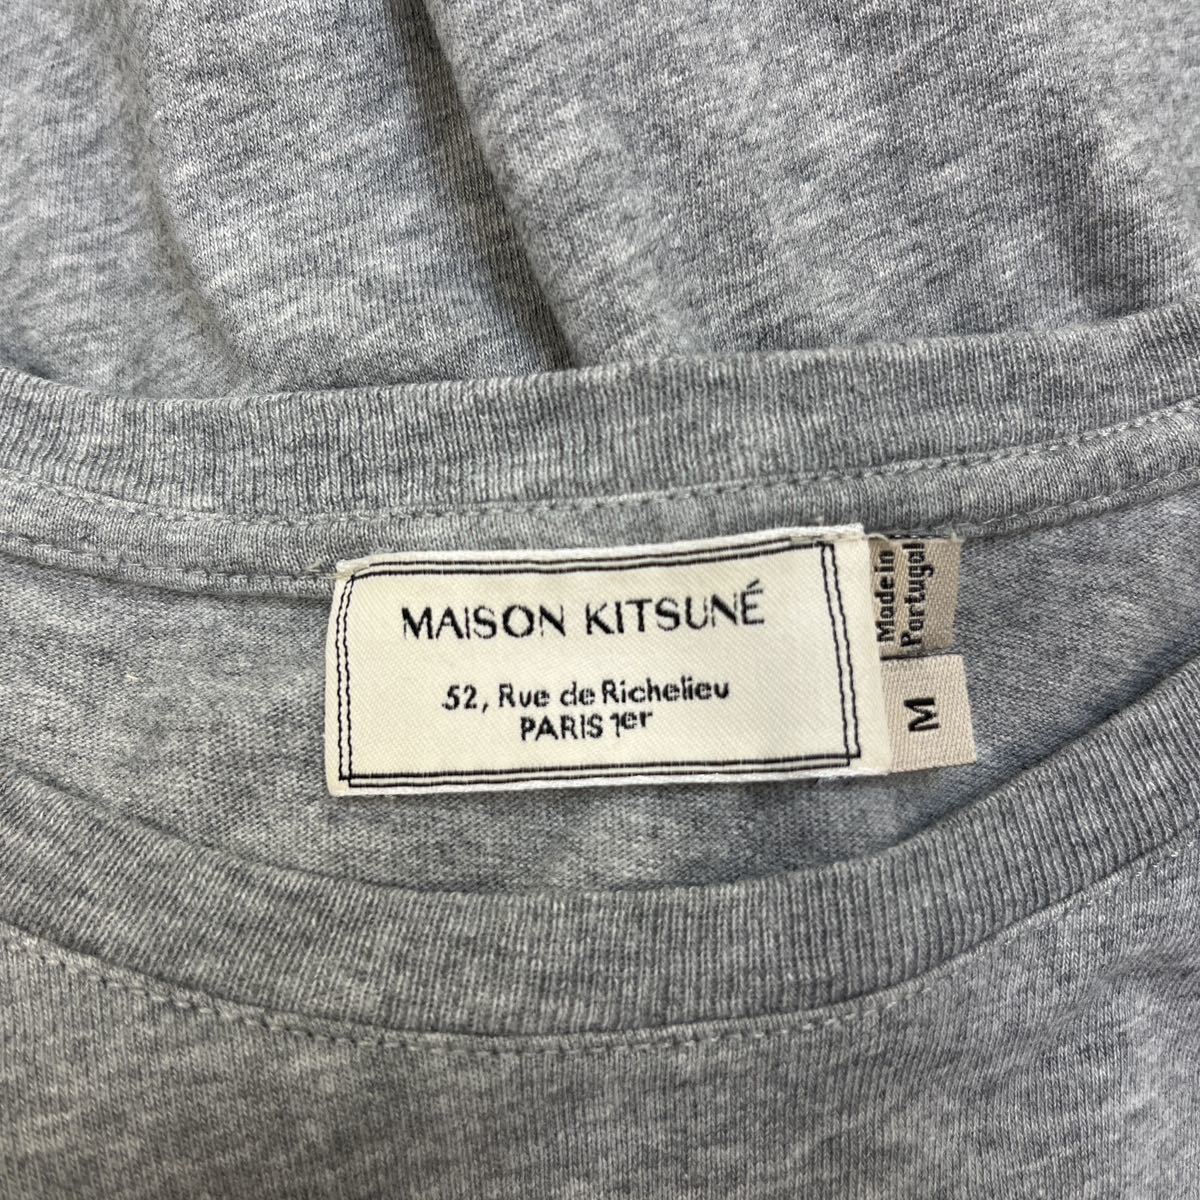 MAISON KITSUNÉ
52, Rue de Richelieu
PARIS 1er
Made in
Portugal
M